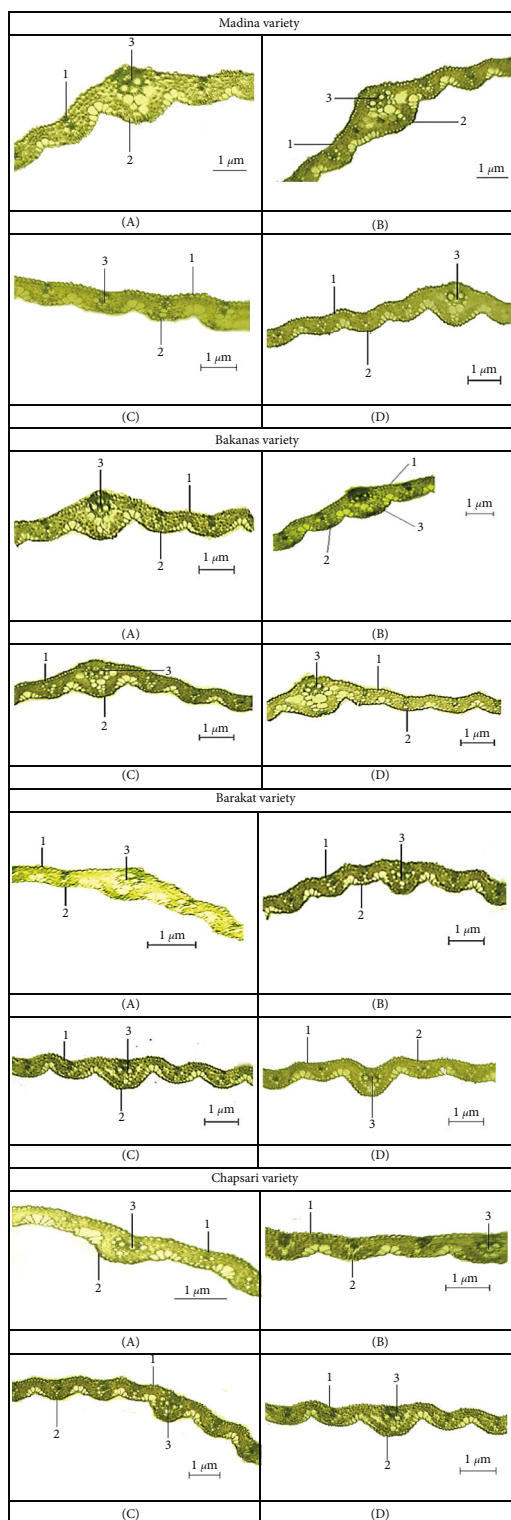 Madina variety
3
1
2
1 μm
3
2
1
1 μm
(A)
(B)
3
1
2
1 μm
3
1
2
1 μm
(C)
(D)
Bakanas variety
3
1
2
1 μm
1
3
2
1 μm
(A)
(B)
1
3
2
1 μm
3
1
2
1 μm
(C)
(D)
Barakat variety
1
3
2
1 μm
1
3
2
1 μm
(A)
(B)
1
3
2
1 μm
1
2
3
1 μm
(C)
(D)
Chapsari variety
3
1
2
1 μm
1
3
2
1 μm
(A)
(B)
1
2
3
1 μm
1
3
2
1 μm
(C)
(D)